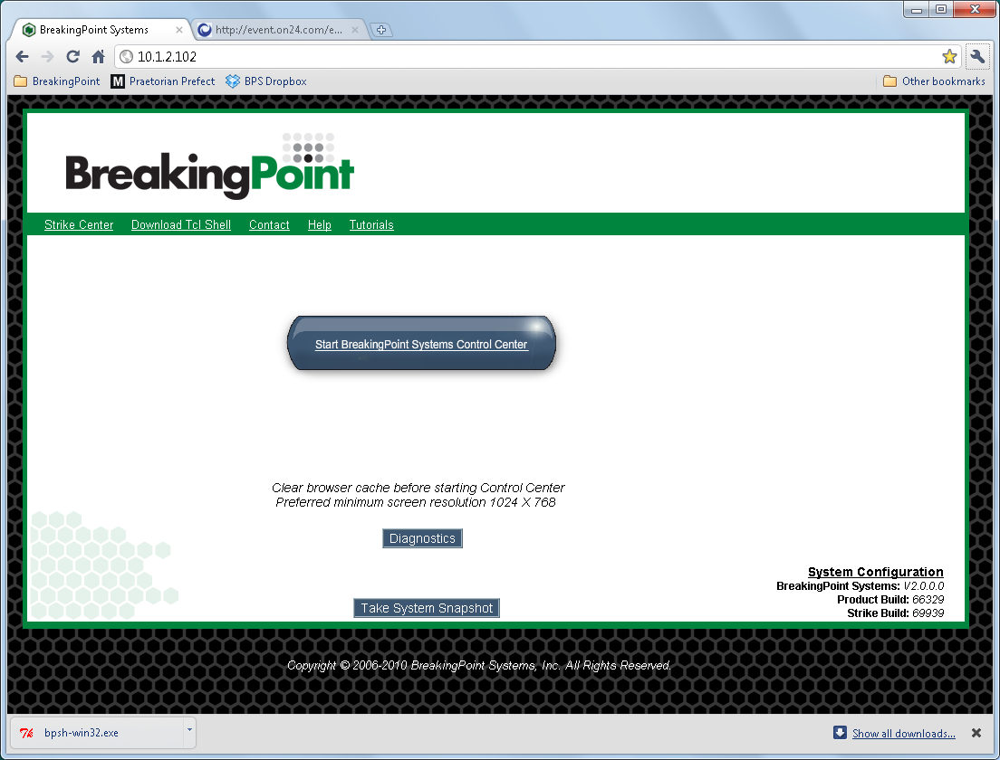 BreakingPoint Systems
http://event.on24.com/e...
10.1.2.102
BreakingPoint
M Praetorian Prefect
BPS Dropbox
Other bookmarks
BreakingPoint
Strike Center Download Tcl Shell Contact Help Tutorials
Start BreakingPoint Systems Control Center
Clear browser cache before starting Control Center
Preferred minimum screen resolution 1024 X 768
Diagnostics
Take System Snapshot
System Configuration
BreakingPoint Systems: V2.0.0.0
Product Build: 66329
Strike Build: 69939
Copyright © 2006-2010 BreakingPoint Systems, Inc. All Rights Reserved.
7% bpsh-win32.exe
Show all downloads...